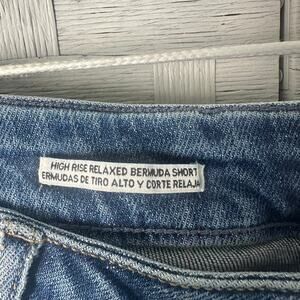 HIGH RISE RELAXED BERMUDA SHORT
ERMUDAS DE TIRO ALTO Y CORTE RELAJA